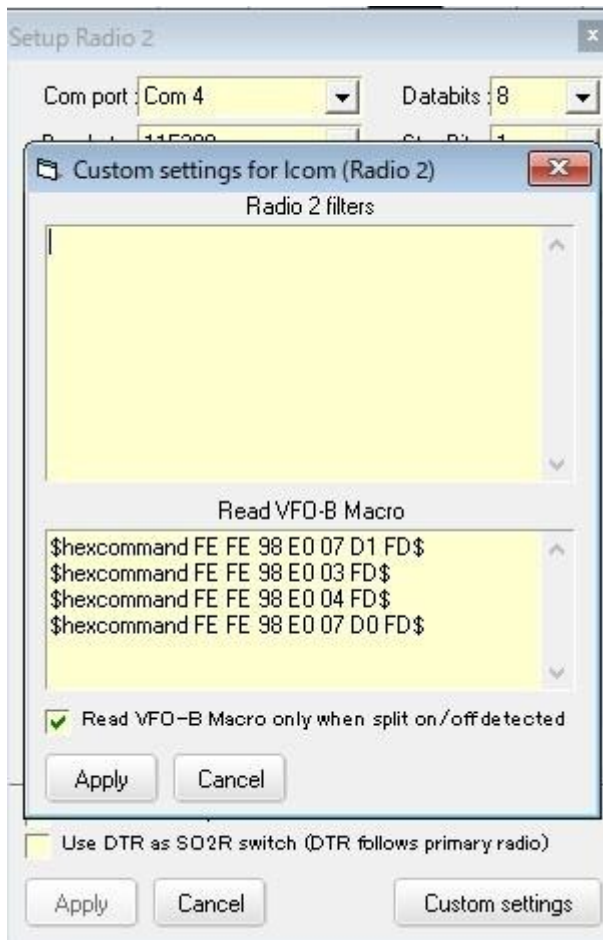 Setup Radio 2
Com port : Com 4
Databits : 8
Custom settings for Icom (Radio 2)
Radio 2 filters
Read VFO-B Macro
$hexcommand FE FE 98 E0 07 D1 FD$
$hexcommand FE FE 98 E0 03 FD$
$hexcommand FE FE 98 E0 04 FD$
$hexcommand FE FE 98 E0 07 D0 FD$
Read VFO-B Macro only when split on/off detected
Apply Cancel
Use DTR as SO2R switch (DTR follows primary radio)
Apply Cancel Custom settings